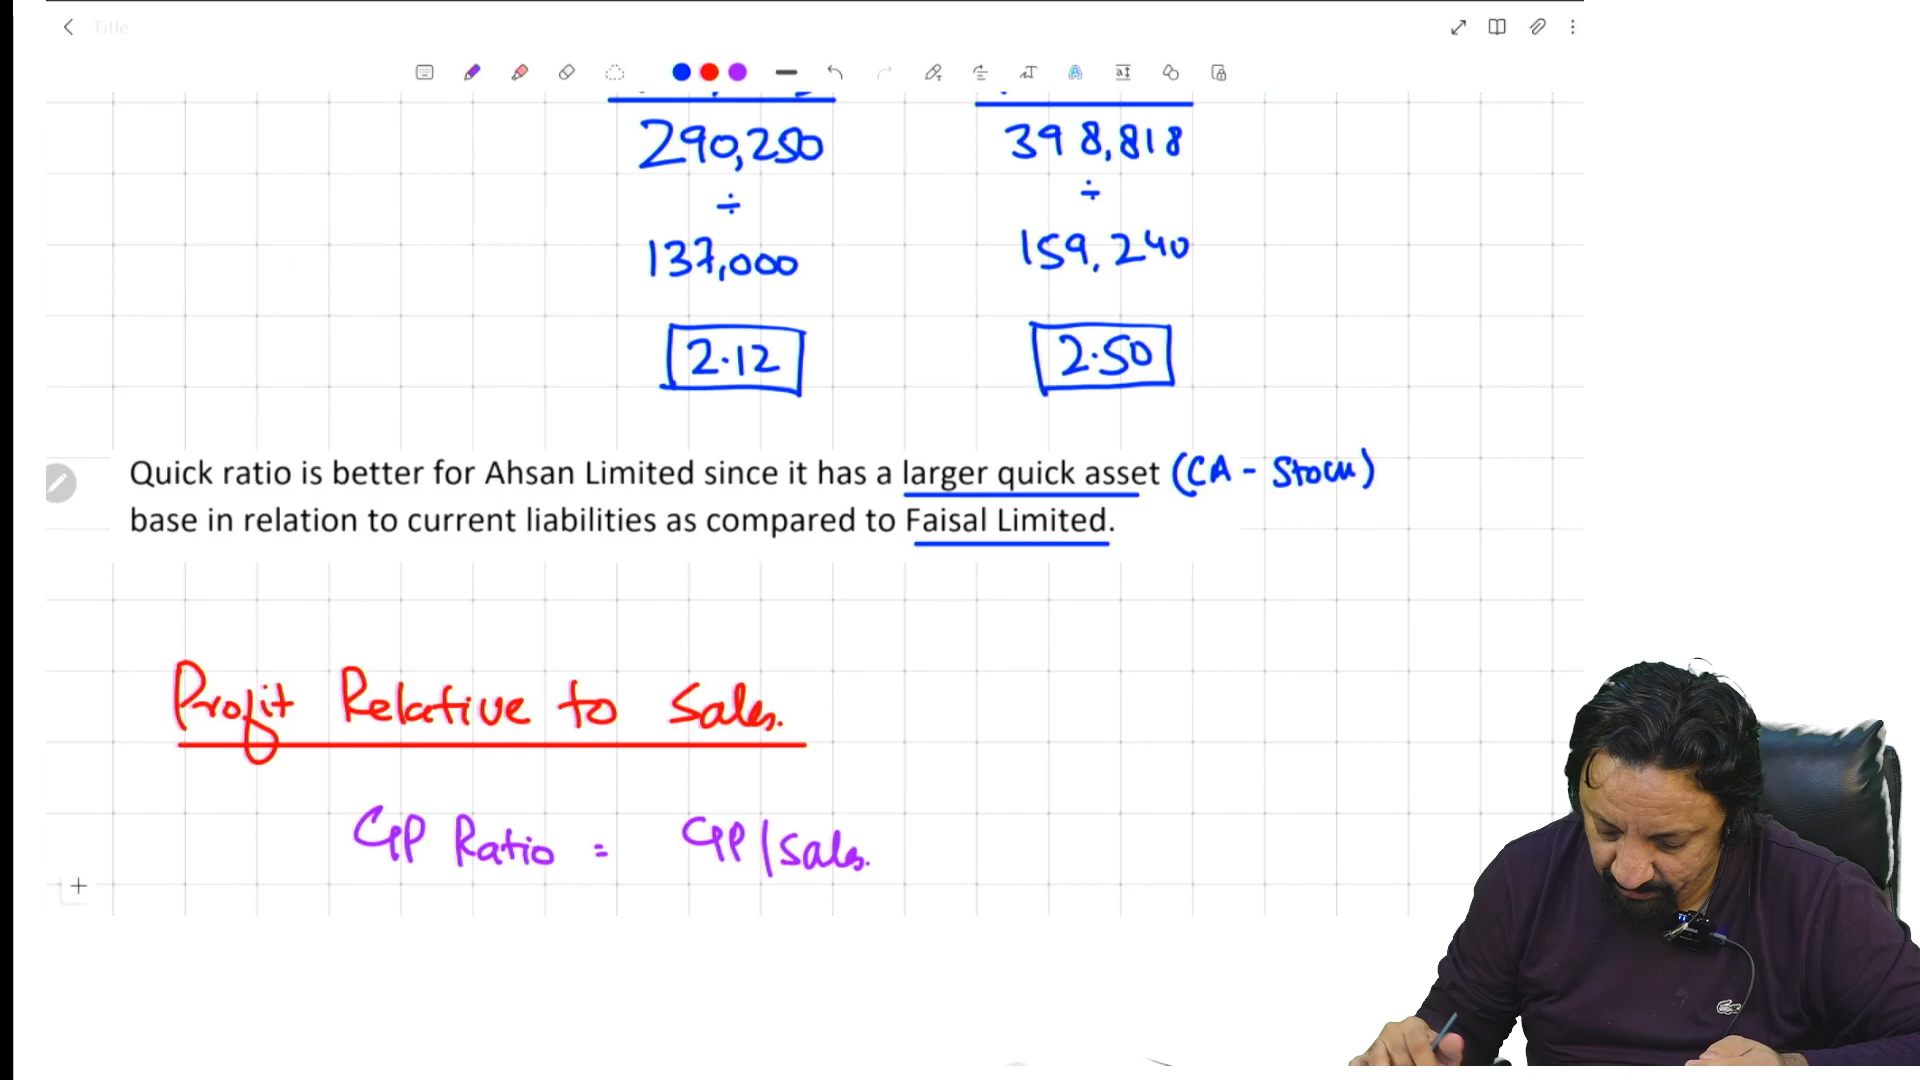 Title
290,250 398,818
÷ ÷
137,000 159,240
2.12 2.50
Quick ratio is better for Ahsan Limited since it has a larger quick asset (CA - Stock)
base in relation to current liabilities as compared to Faisal Limited.
Profit Relative to Sales.
GP Ratio = GP/Sales.